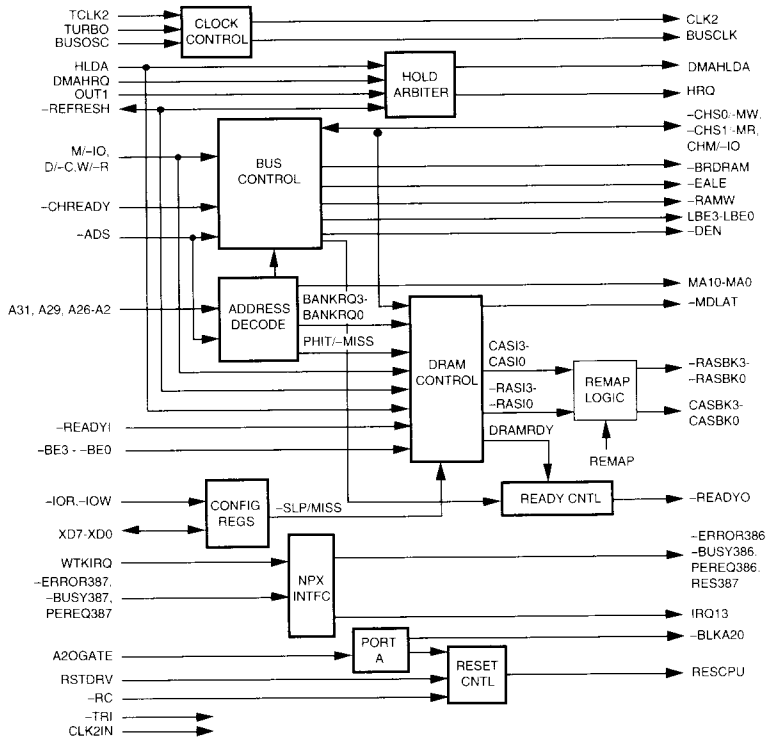 TCLK2
TURBO
BUSOSC
CLOCK
CONTROL
CLK2
BUSCLK
HLDA
DMAHRQ
OUT1
–REFRESH
HOLD
ARBITER
DMAHLDA
HRQ
M/–IO,
D/–C,W/–R
–CHREADY
–ADS
BUS
CONTROL
–CHS0/-MW,
–CHS1/-MR,
CHM/–IO
–BRDRAM
–EALE
–RAMW
LBE3-LBE0
–DEN
A31, A29, A26-A2
ADDRESS
DECODE
BANKRQ3-
BANKRQ0
PHIT/–MISS
MA10-MA0
–MDLAT
DRAM
CONTROL
CASI3-
CASI0
–RASI3-
–RASI0
DRAMRDY
REMAP
LOGIC
REMAP
–RASBK3-
–RASBK0
CASBK3-
CASBK0
–READYI
–BE3 - –BE0
READY CNTL
–READYO
–IOR,–IOW
XD7-XD0
CONFIG
REGS
–SLP/MISS
WTKIRQ
–ERROR387,
–BUSY387,
PEREQ387
NPX
INTFC
–ERROR386
–BUSY386,
PEREQ386,
RES387
IRQ13
A2OGATE
PORT
A
–BLKA20
RSTDRV
–RC
RESET
CNTL
RESCPU
–TRI
CLK2IN